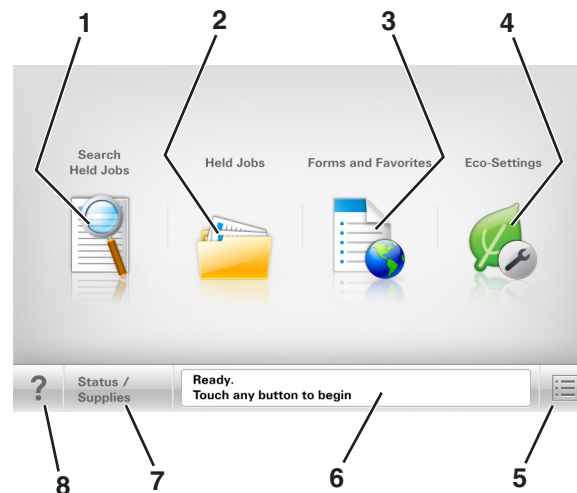 1 2 3 4
Search
Held Jobs
Held Jobs
Forms and Favorites
Eco-Settings
?
Status /
Supplies
Ready.
Touch any button to begin
8 7 6 5